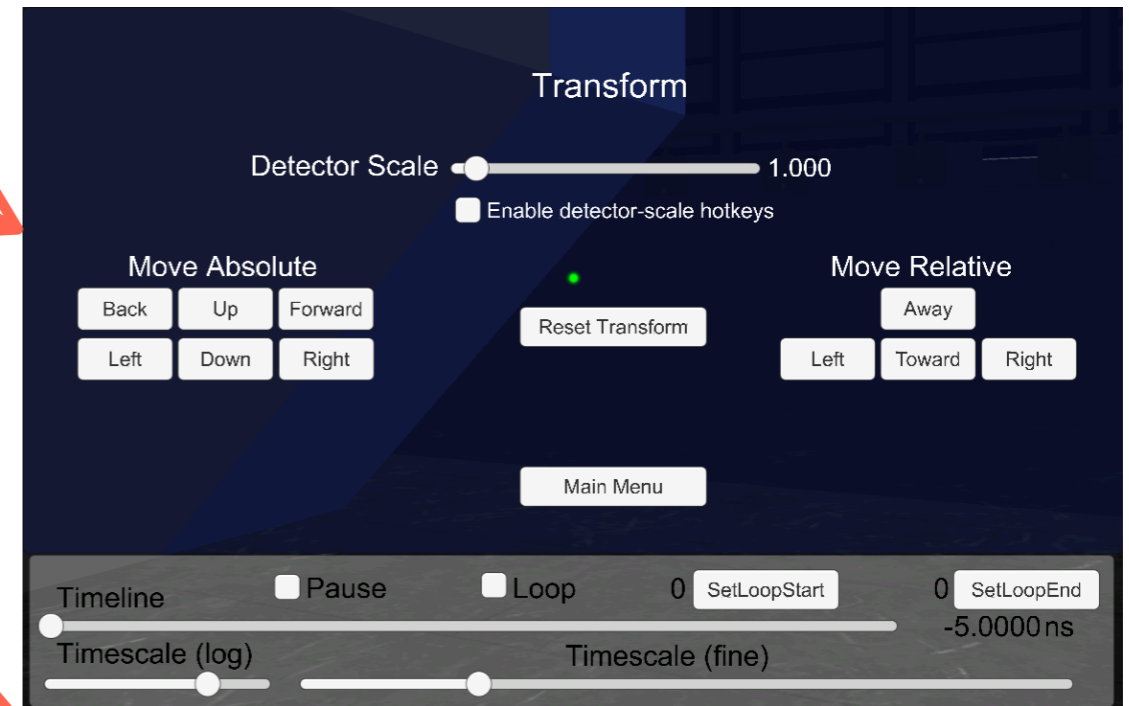 Transform
Detector Scale 1.000
Enable detector-scale hotkeys
Move Absolute
Back Up Forward
Left Down Right
Reset Transform
Move Relative
Away
Left Toward Right
Main Menu
Timeline Pause Loop 0 SetLoopStart 0 SetLoopEnd
-5.0000 ns
Timescale (log) Timescale (fine)